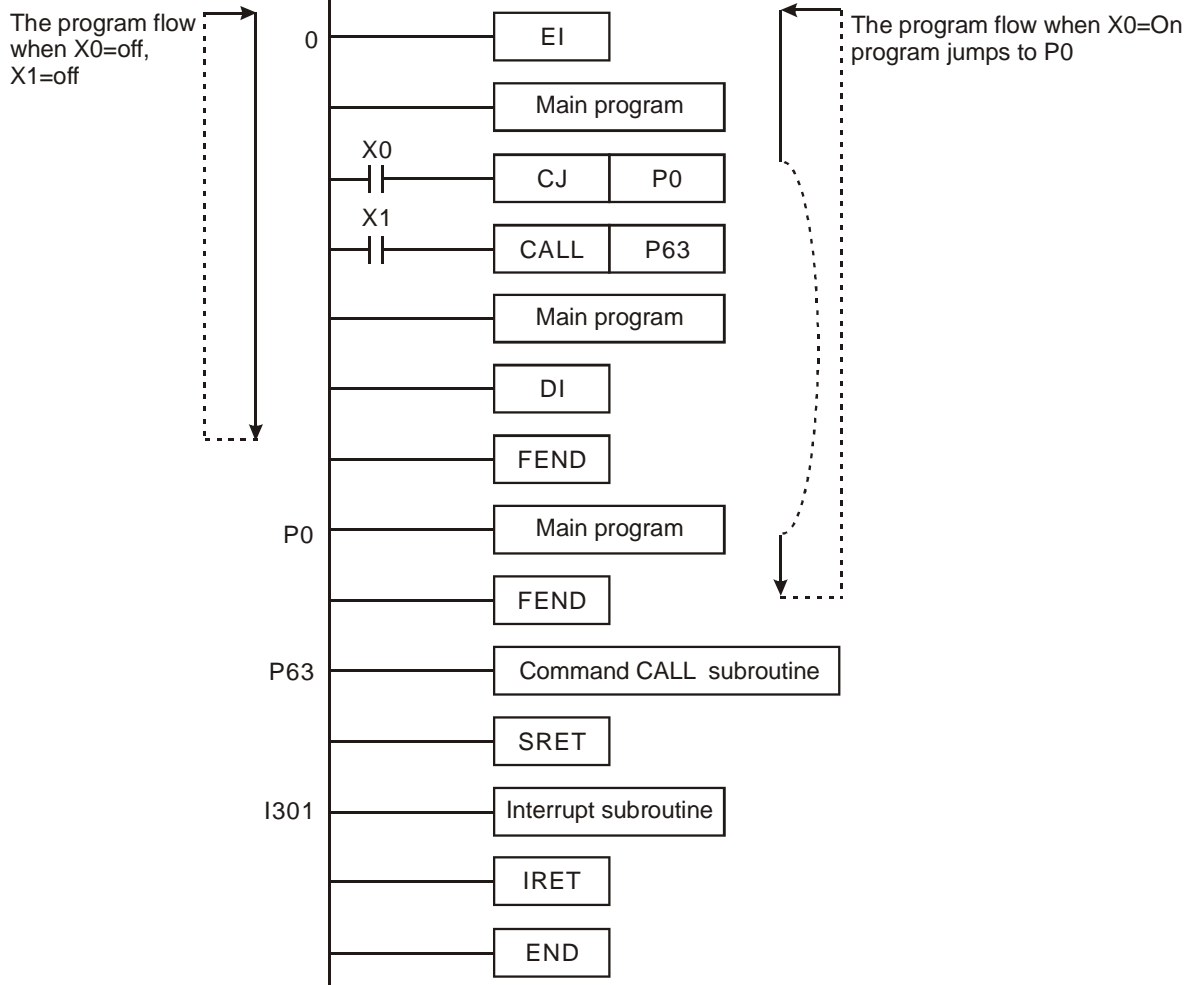 The program flow
when X0=off,
X1=off
The program flow when X0=On
program jumps to P0
0 EI
Main program
X0
CJ P0
X1
CALL P63
Main program
DI
FEND
P0 Main program
FEND
P63 Command CALL subroutine
SRET
I301 Interrupt subroutine
IRET
END